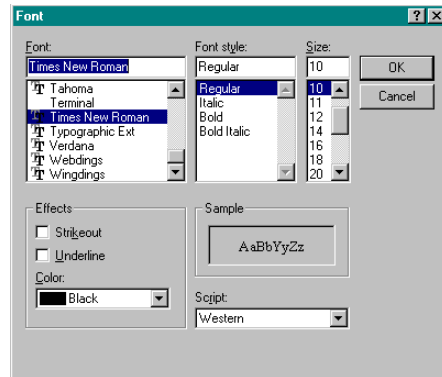 Font
Font: Font style: Size:
Times New Roman Regular 10 OK
Tahoma Regular 10 Cancel
Terminal Italic 11
Times New Roman Bold 12
Typographic Ext Bold Italic 14
Verdana 16
Webdings 18
Wingdings 20
Effects Sample
Strikeout
Underline AaBbYyZz
Color:
Black Script:
Western